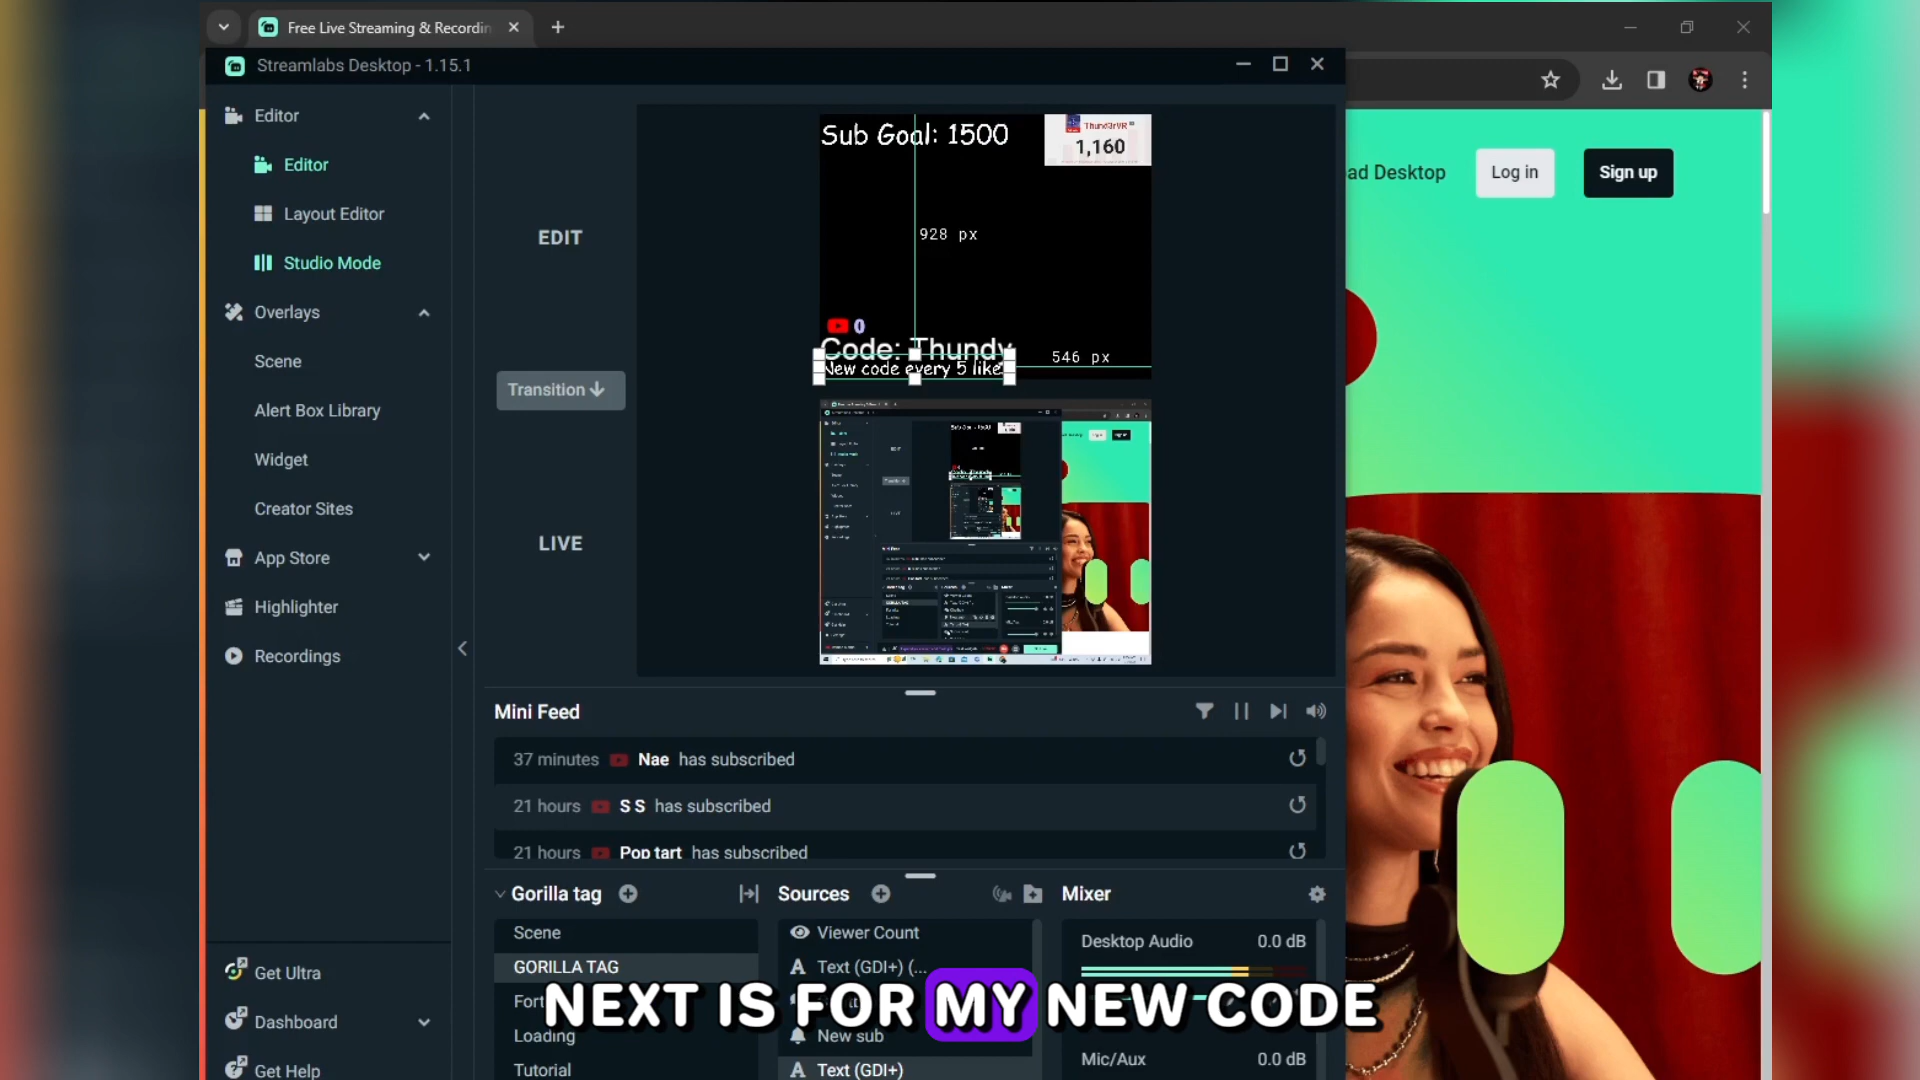 Free Live Streaming & Recordin
Streamlabs Desktop - 1.15.1
Editor
Editor
Layout Editor
Studio Mode
Overlays
Scene
Alert Box Library
Widget
Creator Sites
App Store
Highlighter
Recordings
Get Ultra
Dashboard
Get Help
EDIT
Transition
LIVE
Sub Goal: 1500
Thund3rVR
1,160
928 px
0
Code: Thundy
546 px
New code every 5 like
ad Desktop
Log in
Sign up
Mini Feed
37 minutes Nae has subscribed
21 hours S S has subscribed
21 hours Pop tart has subscribed
Gorilla tag
Scene
GORILLA TAG
Fort
Loading
Tutorial
Sources
Viewer Count
Text (GDI+) (...
New sub
Text (GDI+)
Mixer
Desktop Audio 0.0 dB
Mic/Aux 0.0 dB
NEXT IS FOR MY NEW CODE